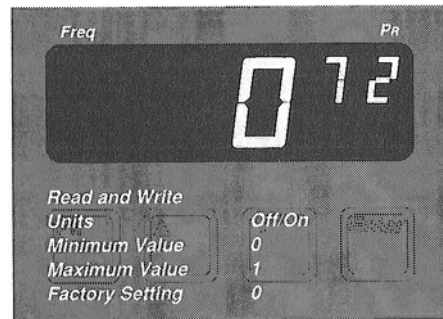 Freq PR
0 72
Read and Write
Units Off/On
Minimum Value 0
Maximum Value 1
Factory Setting 0